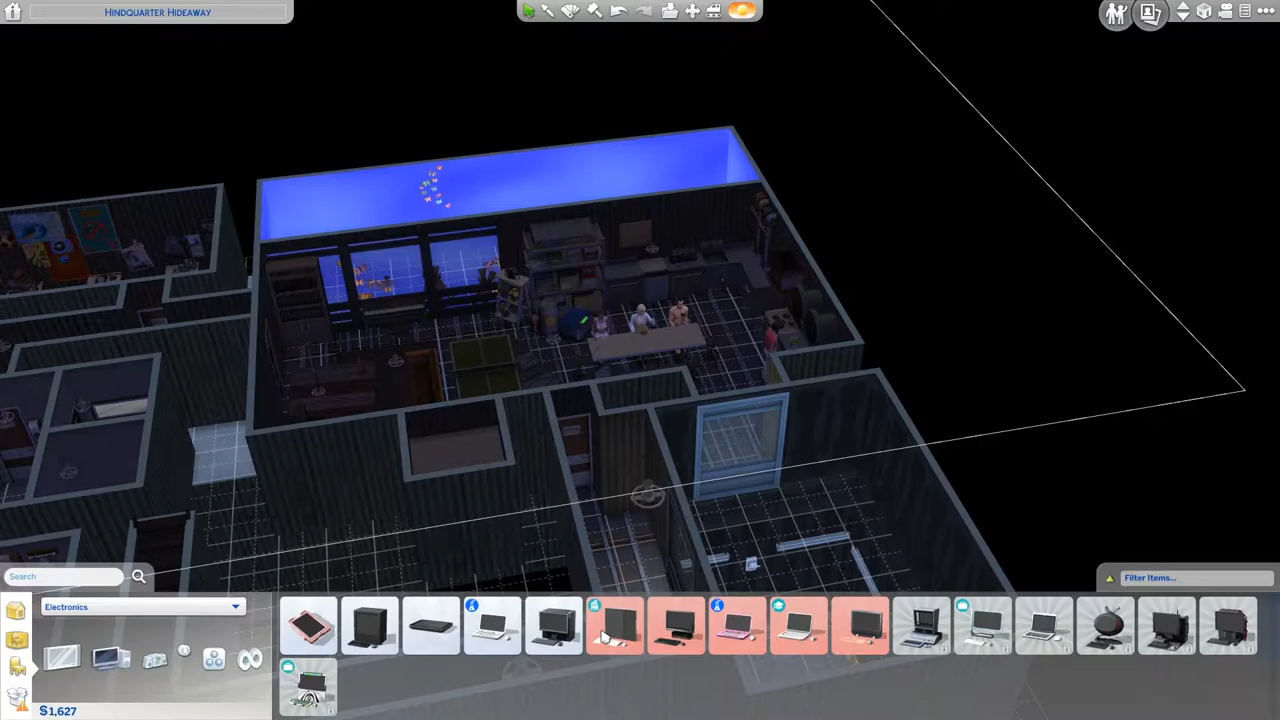 HINDQUARTER HIDEAWAY
Search
Filter Items...
Electronics
§1,627